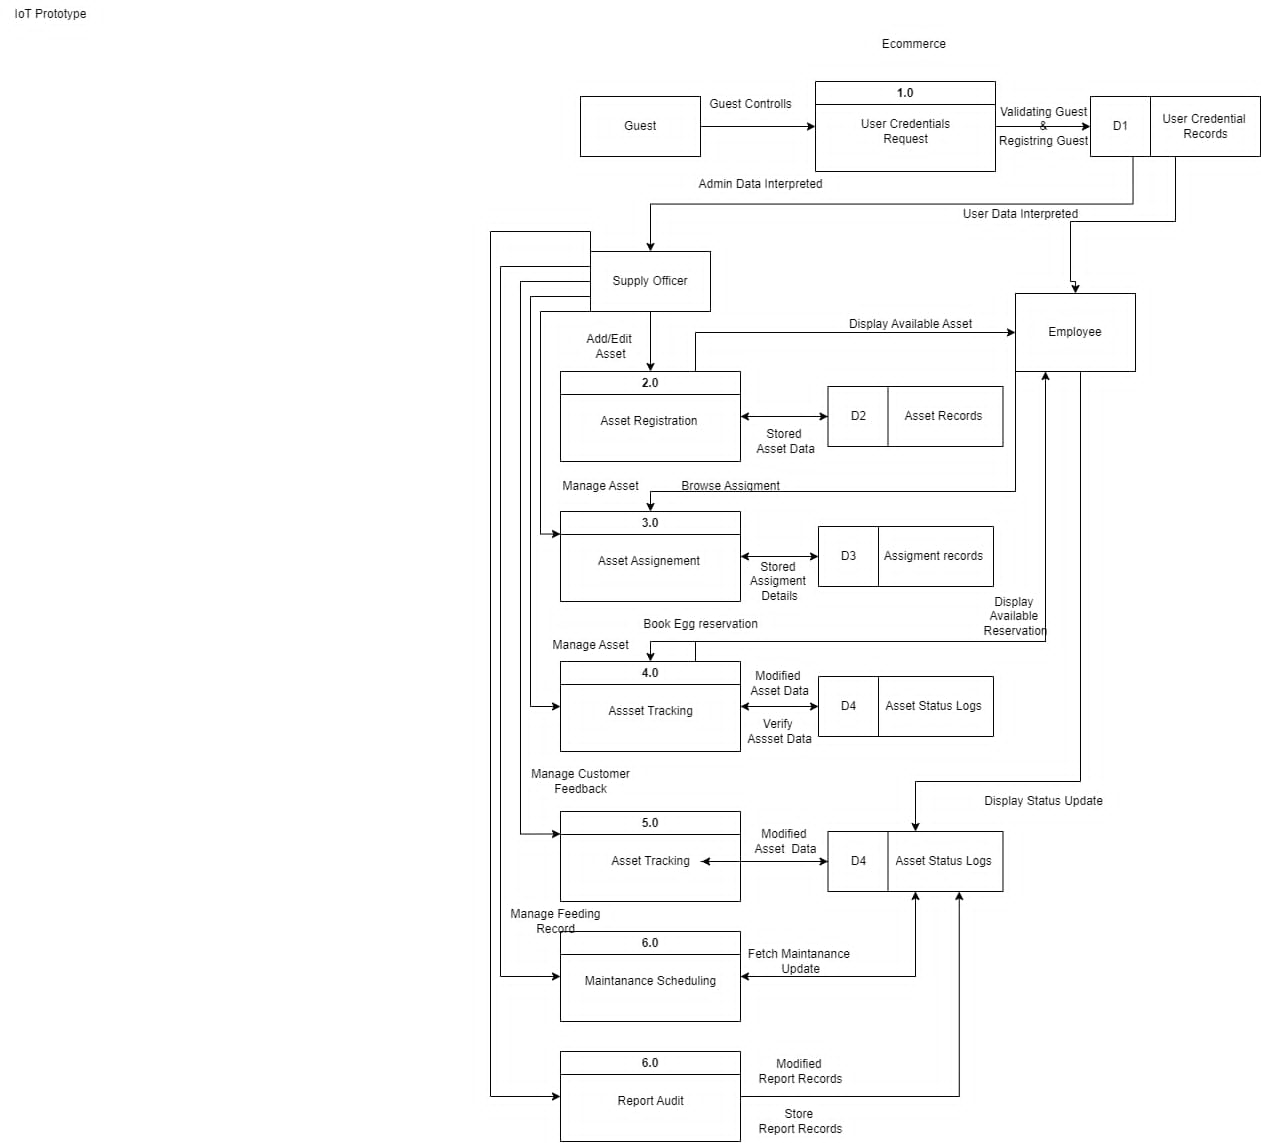 IoT Prototype
Ecommerce
Guest
Guest Controlls
1.0
User Credentials
Request
Validating Guest
&
Registring Guest
D1
User Credential
Records
Admin Data Interpreted
User Data Interpreted
Supply Officer
Employee
Add/Edit
Asset
Display Available Asset
2.0
Asset Registration
Stored
Asset Data
D2
Asset Records
Manage Asset
Browse Assigment
3.0
Asset Assignement
Stored
Assigment
Details
D3
Assigment records
Display
Available
Reservation
Book Egg reservation
Manage Asset
4.0
Assset Tracking
Modified
Asset Data
Verify
Assset Data
D4
Asset Status Logs
Manage Customer
Feedback
Display Status Update
5.0
Asset Tracking
Modified
Asset Data
D4
Asset Status Logs
Manage Feeding
Record
6.0
Maintanance Scheduling
Fetch Maintanance
Update
6.0
Report Audit
Modified
Report Records
Store
Report Records